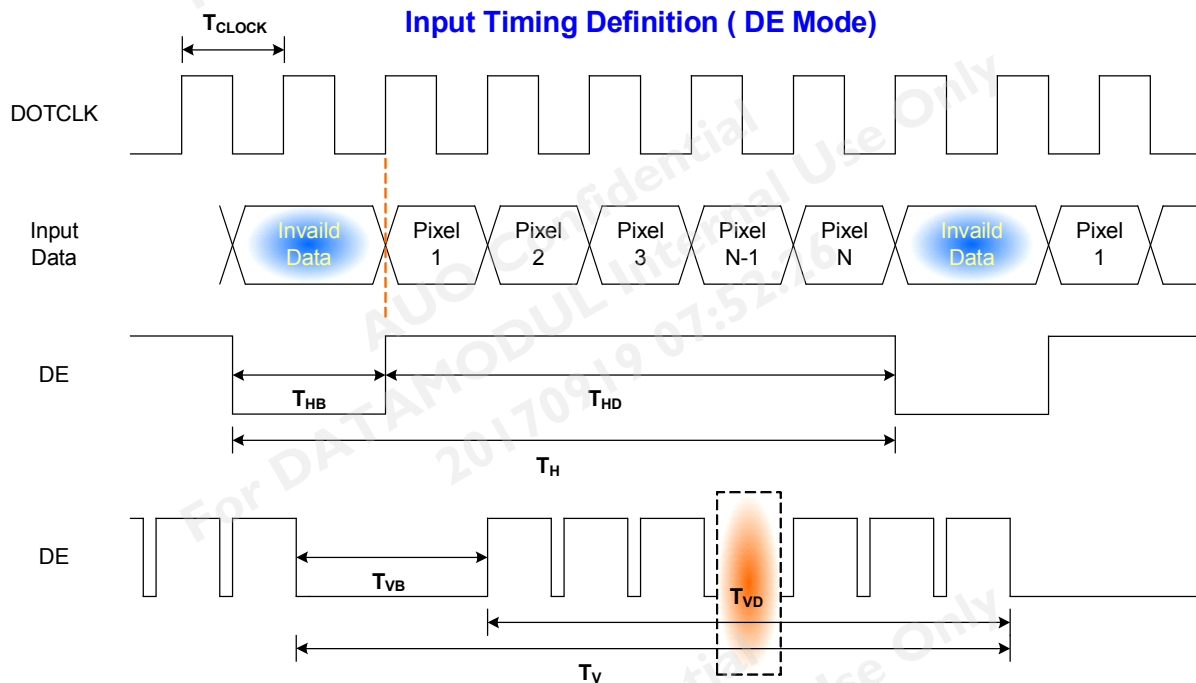 Input Timing Definition ( DE Mode)
TCLOCK
DOTCLK
Input
Data
Invaild
Data
Pixel
1
Pixel
2
Pixel
3
Pixel
N-1
Pixel
N
Invaild
Data
Pixel
1
DE
THB
THD
TH
DE
TVB
TVD
TV
AUO Confidential
For DATAMODUL Internal Use Only
20170919 07:52:26